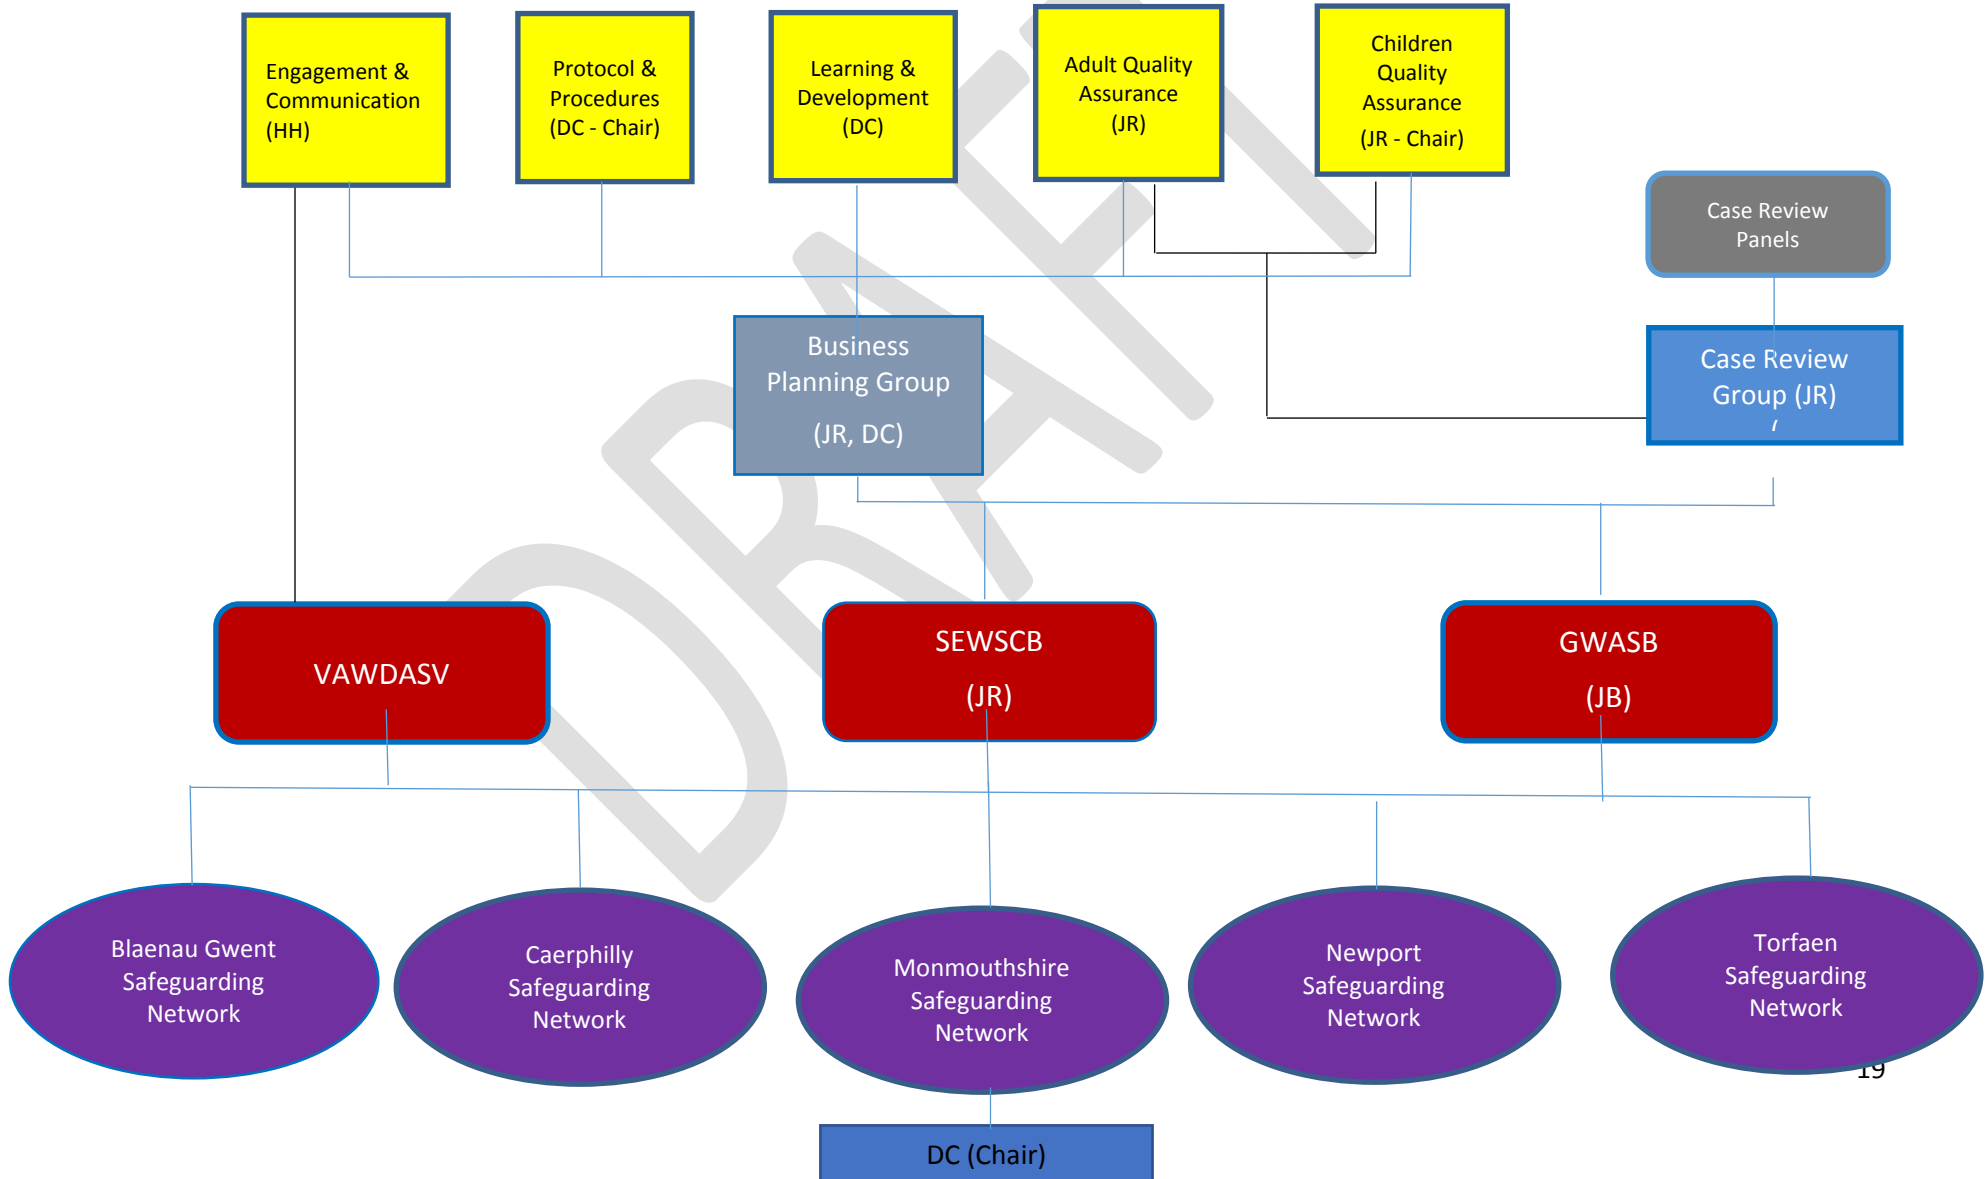 Engagement &
Communication
(HH)
Protocol &
Procedures
(DC - Chair)
Learning &
Development
(DC)
Adult Quality
Assurance
(JR)
Children
Quality
Assurance
(JR - Chair)
Case Review
Panels
Business
Planning Group
(JR, DC)
Case Review
Group (JR)
(
VAWDASV
SEWSCB
(JR)
GWASB
(JB)
Blaenau Gwent
Safeguarding
Network
Caerphilly
Safeguarding
Network
Monmouthshire
Safeguarding
Network
Newport
Safeguarding
Network
Torfaen
Safeguarding
Network
19
DC (Chair)
DRAFT